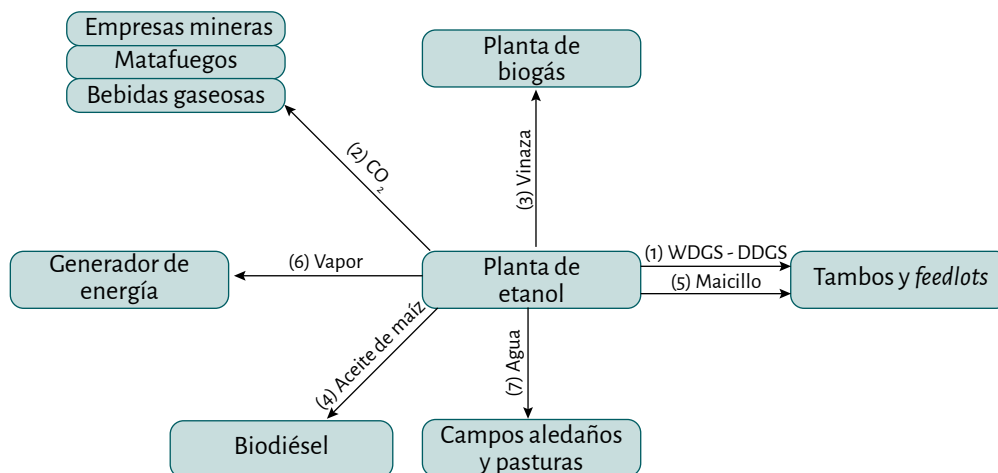 Empresas mineras
Matafuegos
Bebidas gaseosas
Planta de
biogás
(2) CO₂
(3) Vinaza
Generador de
energía
(6) Vapor
Planta de
etanol
(1) WDGS - DDGS
(5) Maicillo
Tambos y feedlots
(4) Aceite de maíz
(7) Agua
Biodiésel
Campos aledaños
y pasturas